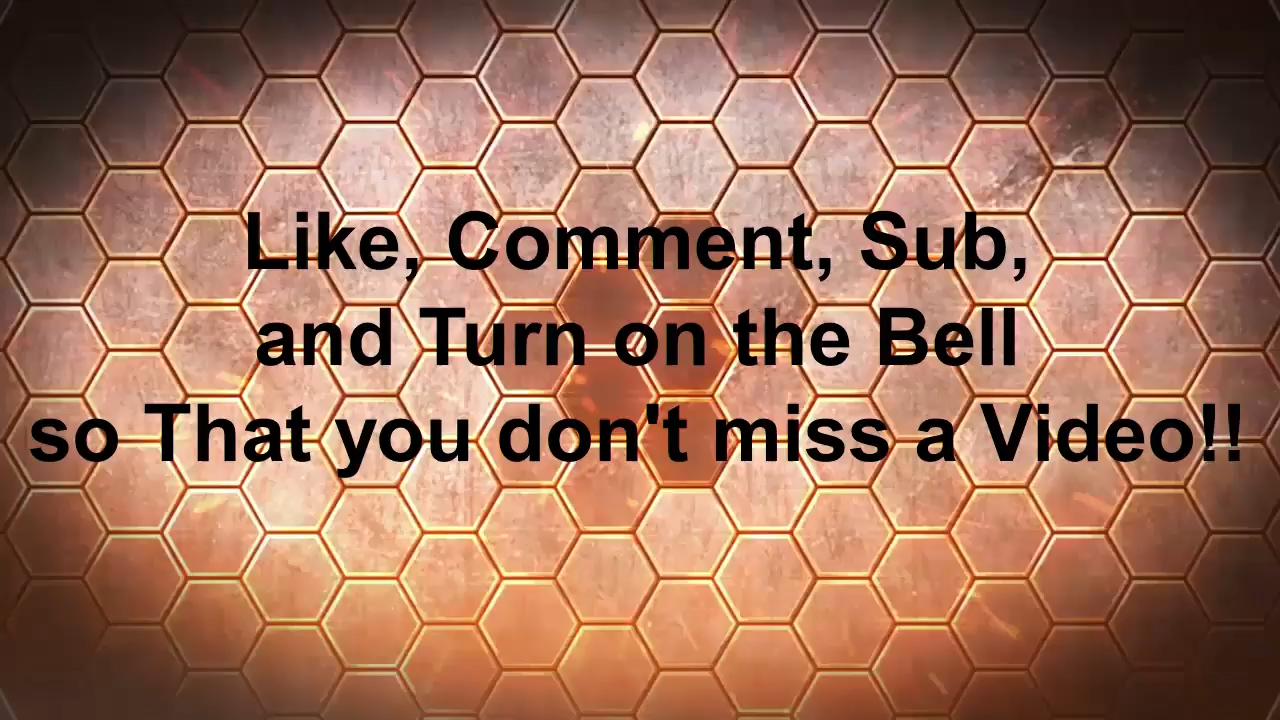 Like, Comment, Sub,
and Turn on the Bell
so That you don't miss a Video!!